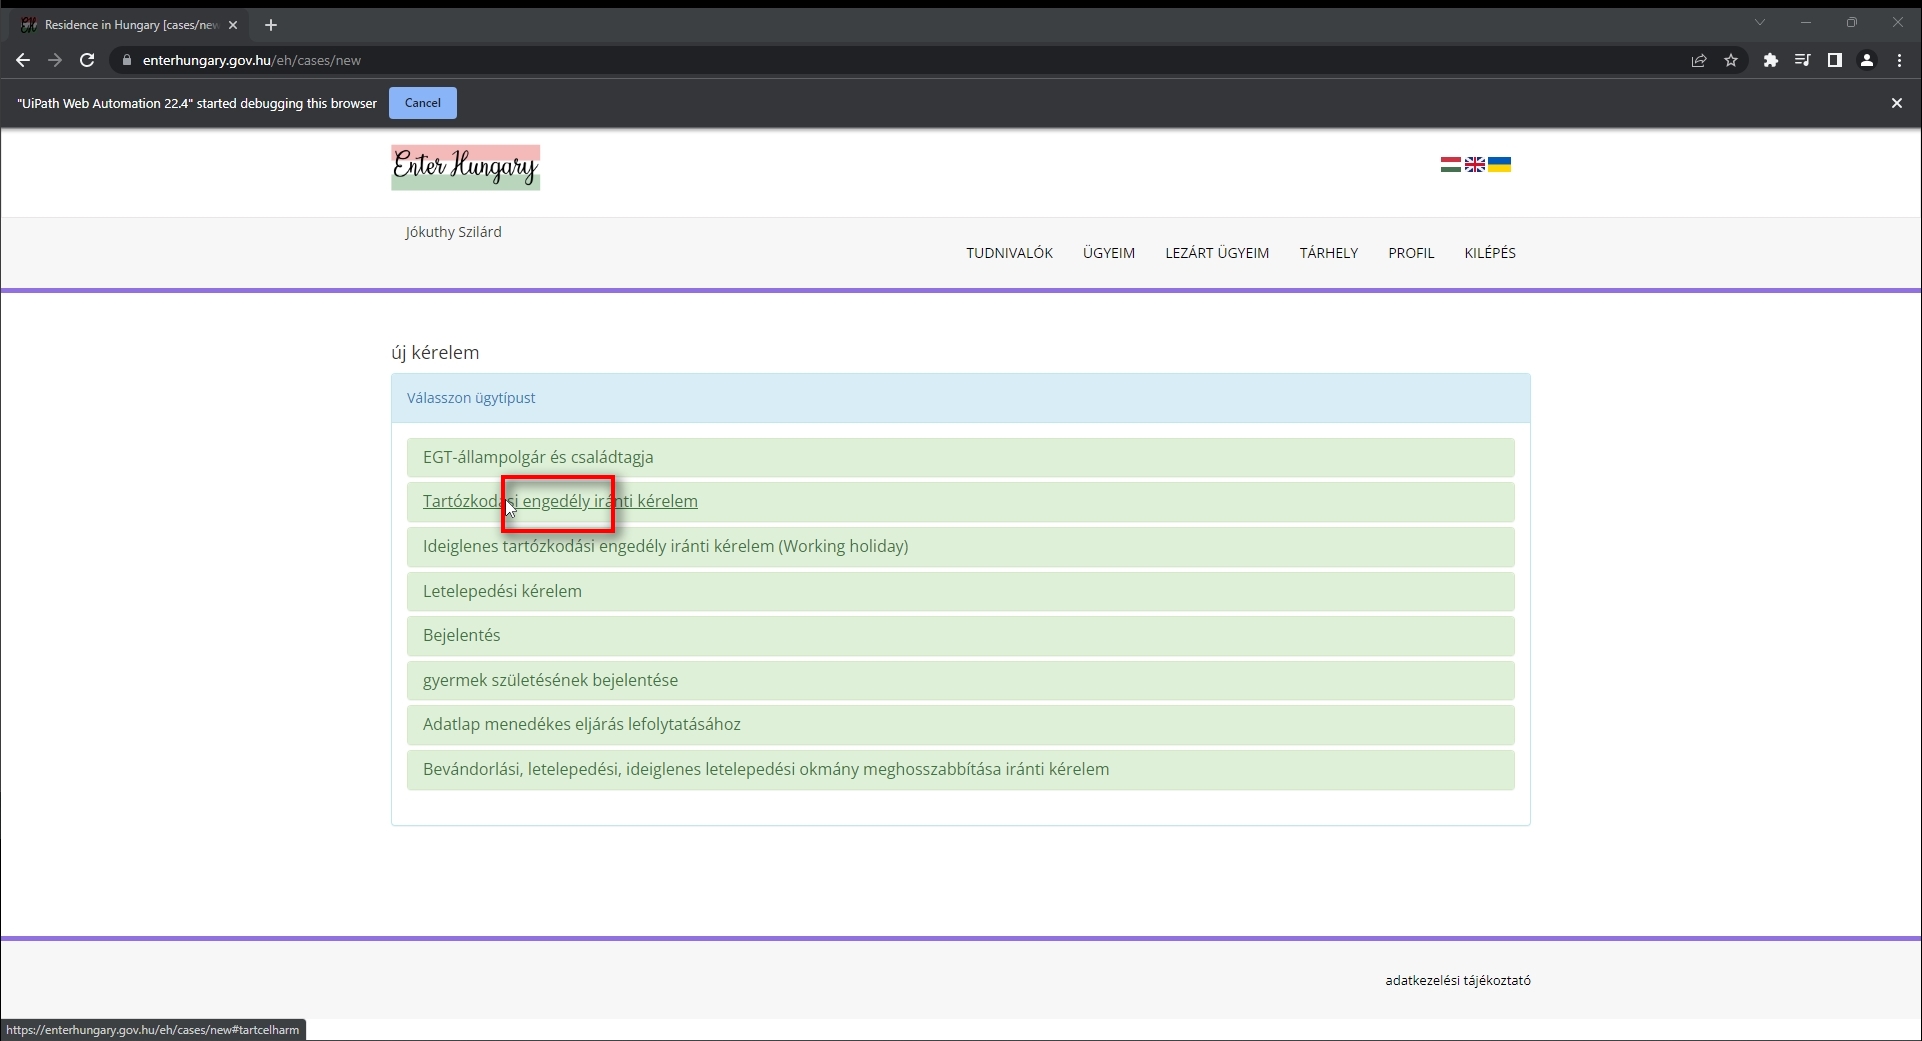 Residence in Hungary [cases/new
enterhungary.gov.hu/eh/cases/new
"UiPath Web Automation 22.4" started debugging this browser
Cancel
Enter Hungary
Jókuthy Szilárd
TUDNIVALÓK
ÜGYEIM
LEZÁRT ÜGYEIM
TÁRHELY
PROFIL
KILÉPÉS
új kérelem
Válasszon ügytípust
EGT-állampolgár és családtagja
Tartózkodási engedély iránti kérelem
Ideiglenes tartózkodási engedély iránti kérelem (Working holiday)
Letelepedési kérelem
Bejelentés
gyermek születésének bejelentése
Adatlap menedékes eljárás lefolytatásához
Bevándorlási, letelepedési, ideiglenes letelepedési okmány meghosszabbítása iránti kérelem
adatkezelési tájékoztató
https://enterhungary.gov.hu/eh/cases/new#tartcelharm